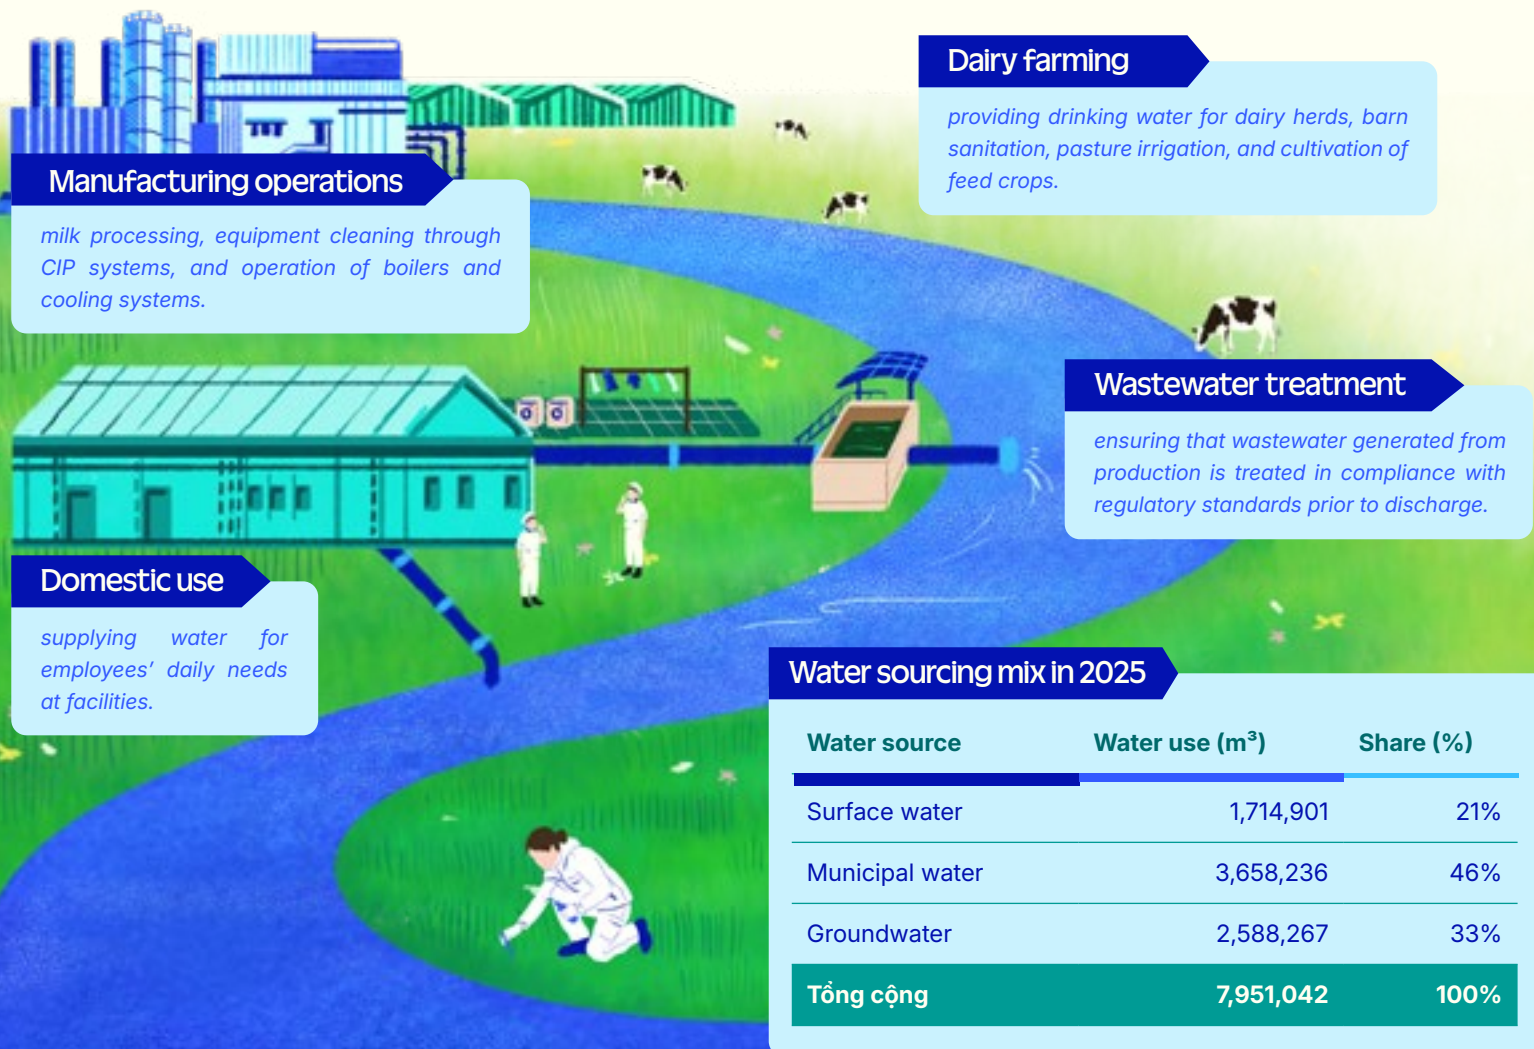 Dairy farming
providing drinking water for dairy herds, barn
sanitation, pasture irrigation, and cultivation of
feed crops.
Manufacturing operations
milk processing, equipment cleaning through
CIP systems, and operation of boilers and
cooling systems.
Wastewater treatment
ensuring that wastewater generated from
production is treated in compliance with
regulatory standards prior to discharge.
Domestic use
supplying water for
employees’ daily needs
at facilities.
Water sourcing mix in 2025
Water source Water use (m³) Share (%)
Surface water 1,714,901 21%
Municipal water 3,658,236 46%
Groundwater 2,588,267 33%
Tổng cộng 7,951,042 100%